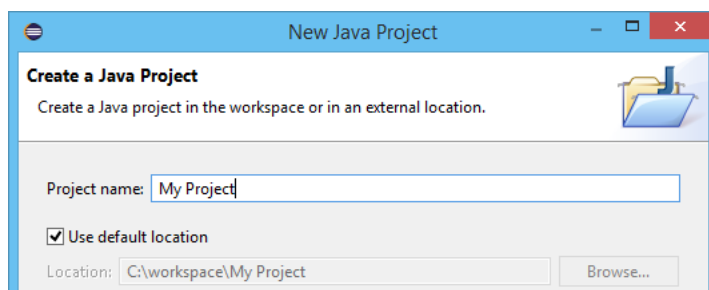 New Java Project
Create a Java Project
Create a Java project in the workspace or in an external location.
Project name: My Project
Use default location
Location: C:\workspace\My Project Browse...